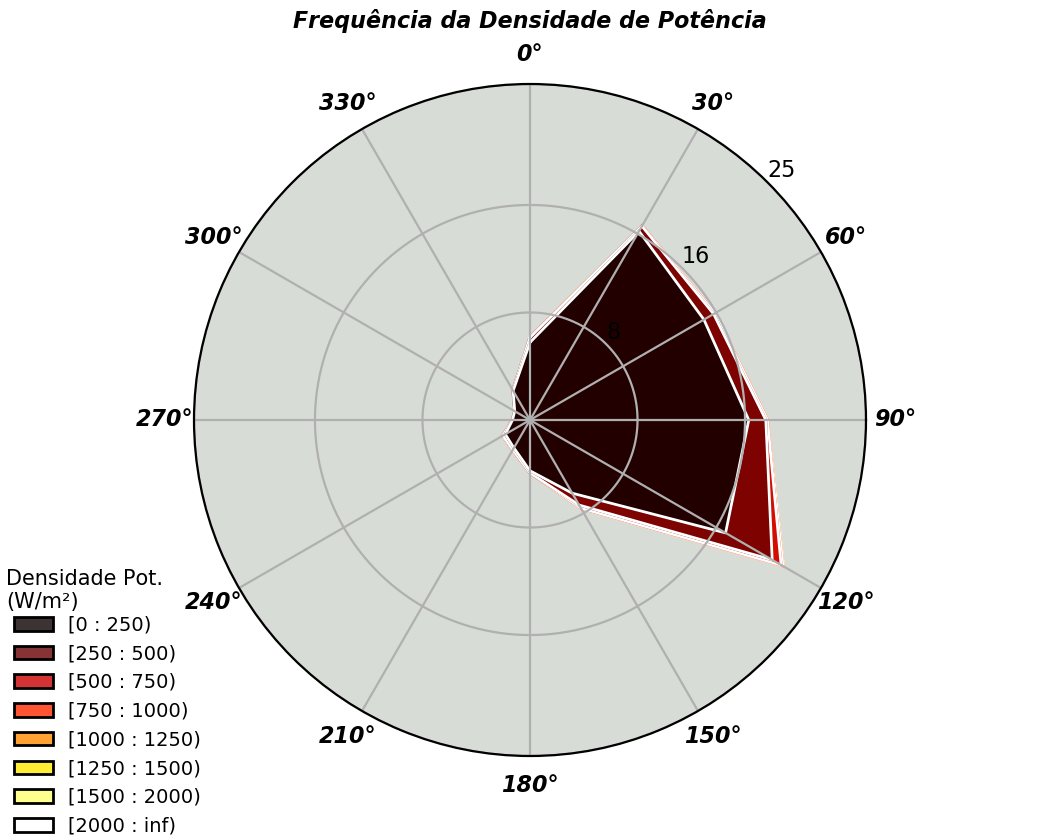 Frequência da Densidade de Potência
0°
330°
30°
25
300°
60°
16
8
270°
90°
240°
120°
210°
150°
180°
Densidade Pot.
(W/m²)
[0 : 250)
[250 : 500)
[500 : 750)
[750 : 1000)
[1000 : 1250)
[1250 : 1500)
[1500 : 2000)
[2000 : inf)